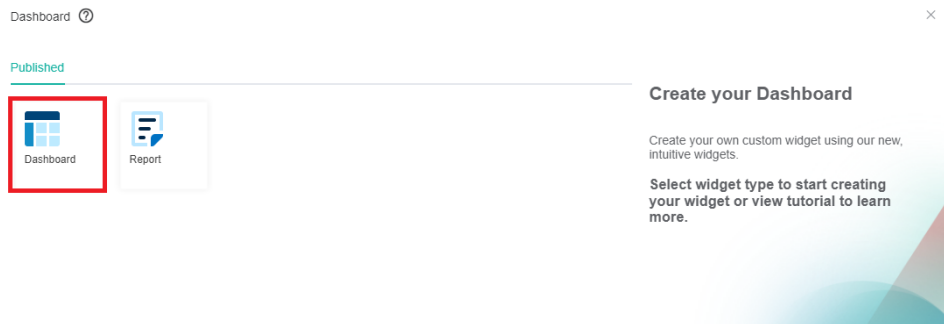 Dashboard
Published
Dashboard
Report
Create your Dashboard
Create your own custom widget using our new,
intuitive widgets.
Select widget type to start creating
your widget or view tutorial to learn
more.